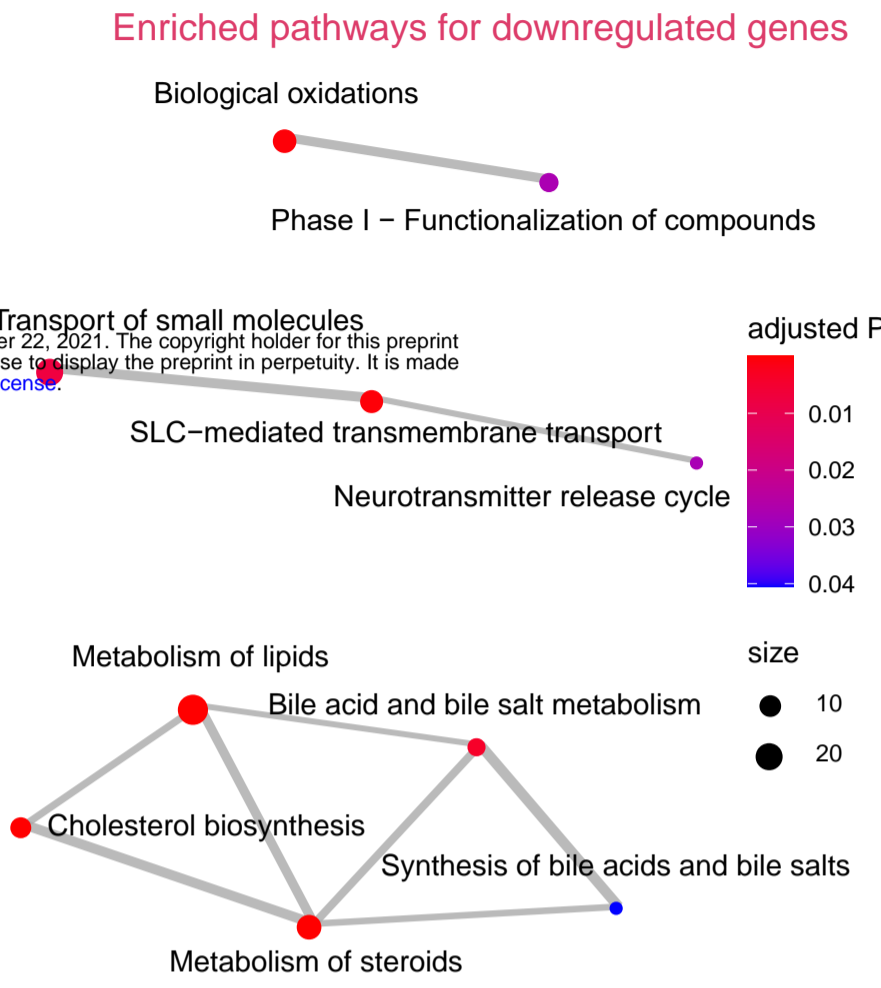 Enriched pathways for downregulated genes
Biological oxidations
Phase I − Functionalization of compounds
Transport of small molecules
er 22, 2021. The copyright holder for this preprint
se to display the preprint in perpetuity. It is made
cense.
SLC−mediated transmembrane transport
Neurotransmitter release cycle
adjusted P
0.01
0.02
0.03
0.04
Metabolism of lipids
Bile acid and bile salt metabolism
size
10
20
Cholesterol biosynthesis
Synthesis of bile acids and bile salts
Metabolism of steroids